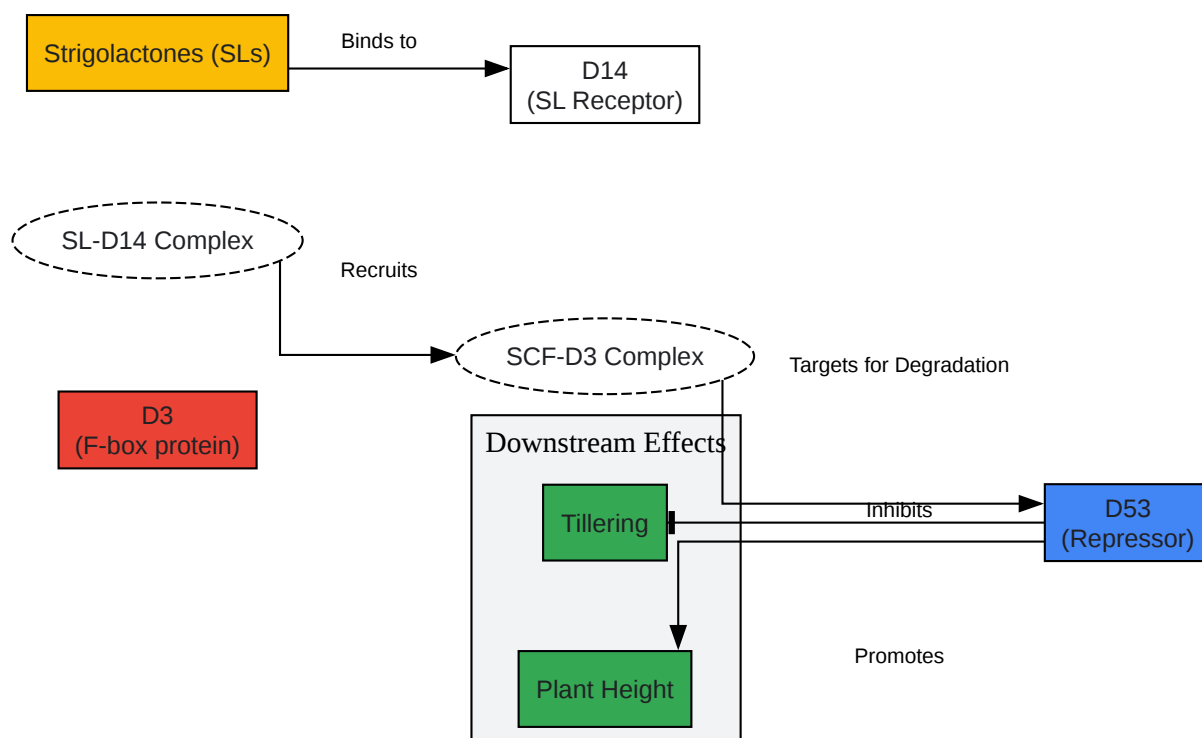 Strigolactones (SLs)
Binds to
D14
(SL Receptor)
SL-D14 Complex
Recruits
SCF-D3 Complex
Targets for Degradation
D3
(F-box protein)
Downstream Effects
Tillering
Inhibits
D53
(Repressor)
Promotes
Plant Height